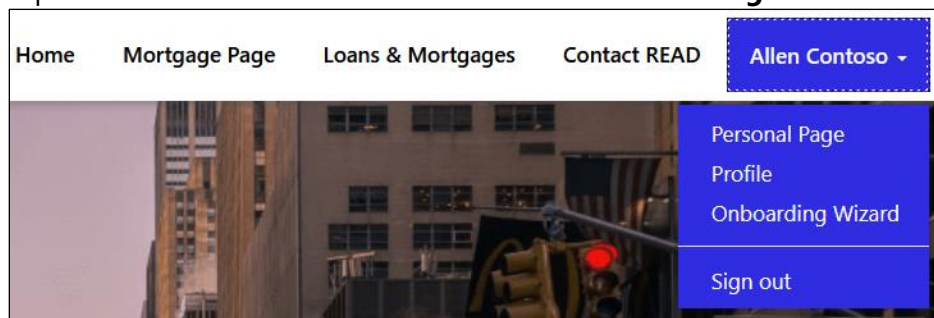 Home Mortgage Page Loans & Mortgages Contact READ Allen Contoso
Personal Page
Profile
Onboarding Wizard
Sign out